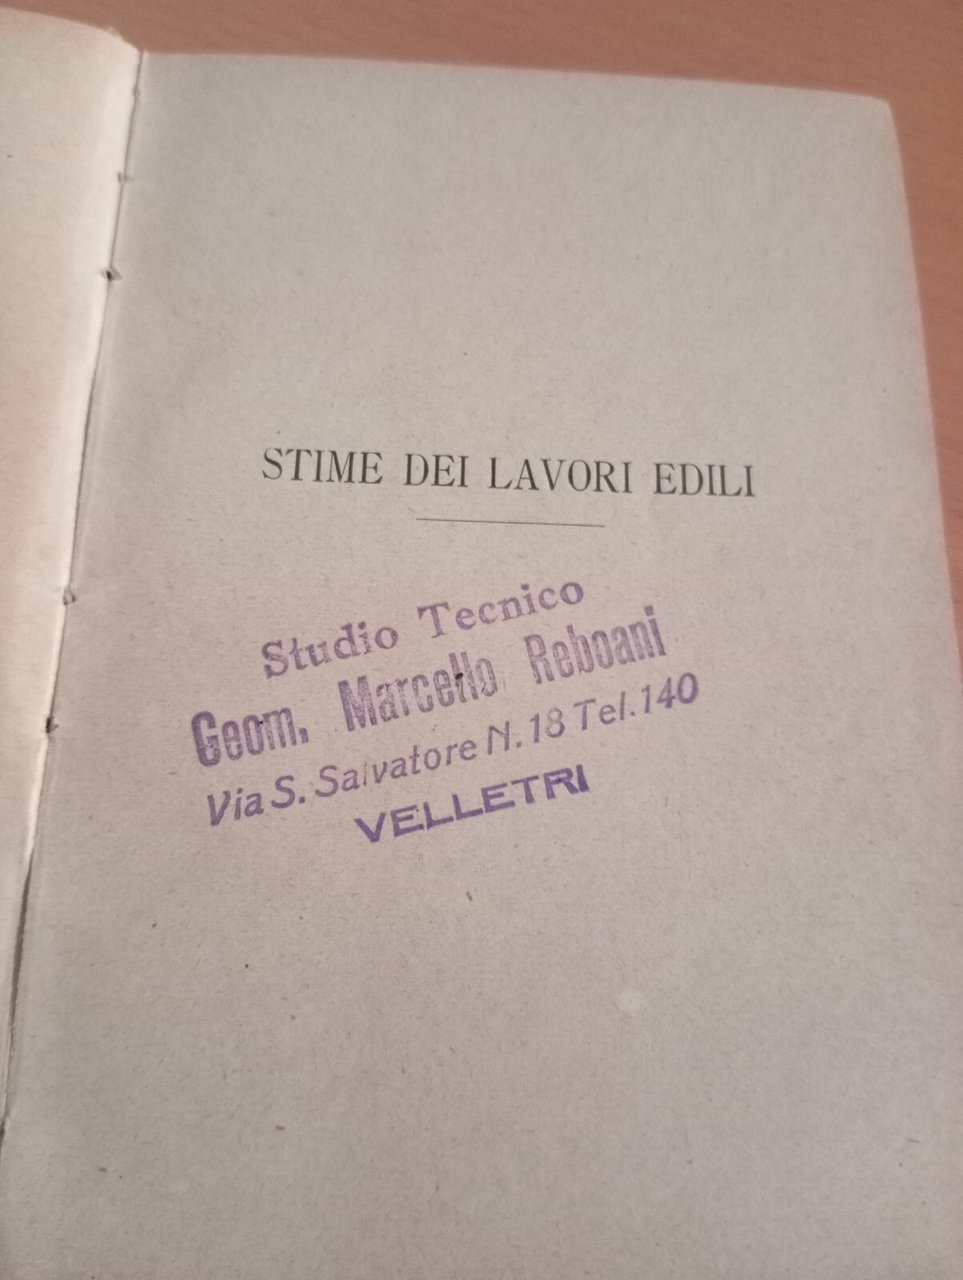 STIME DEI LAVORI EDILI
Studio Tecnico
Geom. Marcello Reboani
Via S. Salvatore N. 18 Tel. 140
VELLETRI